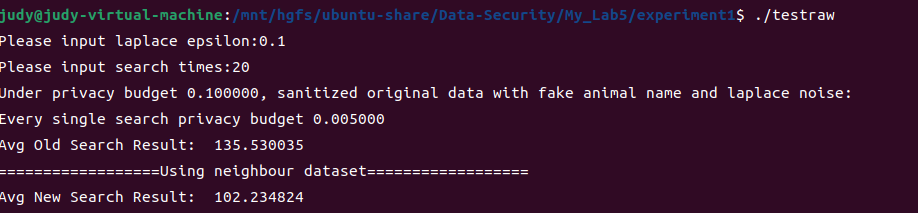 judy@judy-virtual-machine:/mnt/hgfs/ubuntu-share/Data-Security/My_Lab5/experiment1$ ./testraw
Please input laplace epsilon:0.1
Please input search times:20
Under privacy budget 0.100000, sanitized original data with fake animal name and laplace noise:
Every single search privacy budget 0.005000
Avg Old Search Result:  135.530035
==================Using neighbour dataset==================
Avg New Search Result:  102.234824